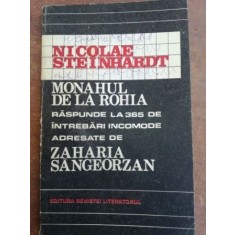 NICOLAE
STEINHARDT
MONAHUL
DE LA ROHIA
RĂSPUNDE LA 365 DE
ÎNTREBĂRI INCOMODE
ADRESATE DE
ZAHARIA
SANGEORZAN
EDITURA REVISTEI LITERATORUL